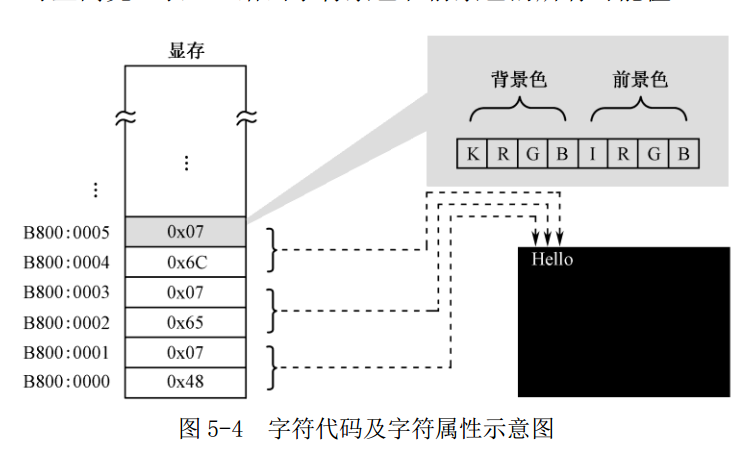 显存
背景色 前景色
K R G B I R G B
⋮
⋮
B800:0005 0x07
B800:0004 0x6C
B800:0003 0x07
B800:0002 0x65
B800:0001 0x07
B800:0000 0x48
Hello
图 5-4 字符代码及字符属性示意图